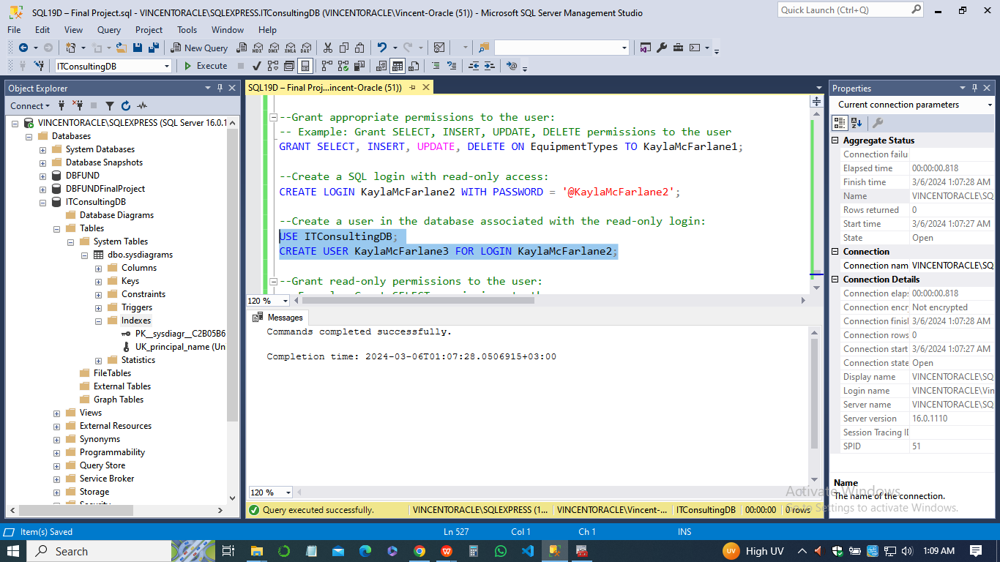 SQL19D – Final Project.sql - VINCENTORACLE\SQLEXPRESS.ITConsultingDB (VINCENTORACLE\Vincent-Oracle (51)) - Microsoft SQL Server Management Studio
Quick Launch (Ctrl+Q)
File Edit View Query Project Tools Window Help
New Query MDX DMX XMLA DAX
ITConsultingDB Execute
Object Explorer
Connect
VINCENTORACLE\SQLEXPRESS (SQL Server 16.0.1
Databases
System Databases
Database Snapshots
DBFUND
DBFUNDFinalProject
ITConsultingDB
Database Diagrams
Tables
System Tables
dbo.sysdiagrams
Columns
Keys
Constraints
Triggers
Indexes
PK__sysdiagr__C2B05B6
UK_principal_name (Un
Statistics
FileTables
External Tables
Graph Tables
Views
External Resources
Synonyms
Programmability
Query Store
Service Broker
Storage
SQL19D – Final Proj...incent-Oracle (51))
--Grant appropriate permissions to the user:
-- Example: Grant SELECT, INSERT, UPDATE, DELETE permissions to the user
GRANT SELECT, INSERT, UPDATE, DELETE ON EquipmentTypes TO KaylaMcFarlane1;
--Create a SQL login with read-only access:
CREATE LOGIN KaylaMcFarlane2 WITH PASSWORD = '@KaylaMcFarlane2';
--Create a user in the database associated with the read-only login:
USE ITConsultingDB;
CREATE USER KaylaMcFarlane3 FOR LOGIN KaylaMcFarlane2;
--Grant read-only permissions to the user:
120 %
Messages
Commands completed successfully.
Completion time: 2024-03-06T01:07:28.0506915+03:00
120 %
Query executed successfully. VINCENTORACLE\SQLEXPRESS (1... VINCENTORACLE\Vincent-... ITConsultingDB 00:00:00 0 rows
Properties
Current connection parameters
Aggregate Status
Connection failu
Elapsed time 00:00:00.818
Finish time 3/6/2024 1:07:28 AM
Name VINCENTORACLE\SQ
Rows returned 0
Start time 3/6/2024 1:07:27 AM
State Open
Connection
Connection nam VINCENTORACLE\SQ
Connection Details
Connection elaps 00:00:00.818
Connection encr Not encrypted
Connection finisl 3/6/2024 1:07:28 AM
Connection rows 0
Connection start 3/6/2024 1:07:27 AM
Connection state Open
Display name VINCENTORACLE\SQ
Login name VINCENTORACLE\Vin
Server name VINCENTORACLE\SQ
Server version 16.0.1110
Session Tracing ID
SPID 51
Name
The name of the connection.
Activate Windows
Go to Settings to activate Windows.
Item(s) Saved Ln 527 Col 1 Ch 1 INS
Search UV High UV 1:09 AM